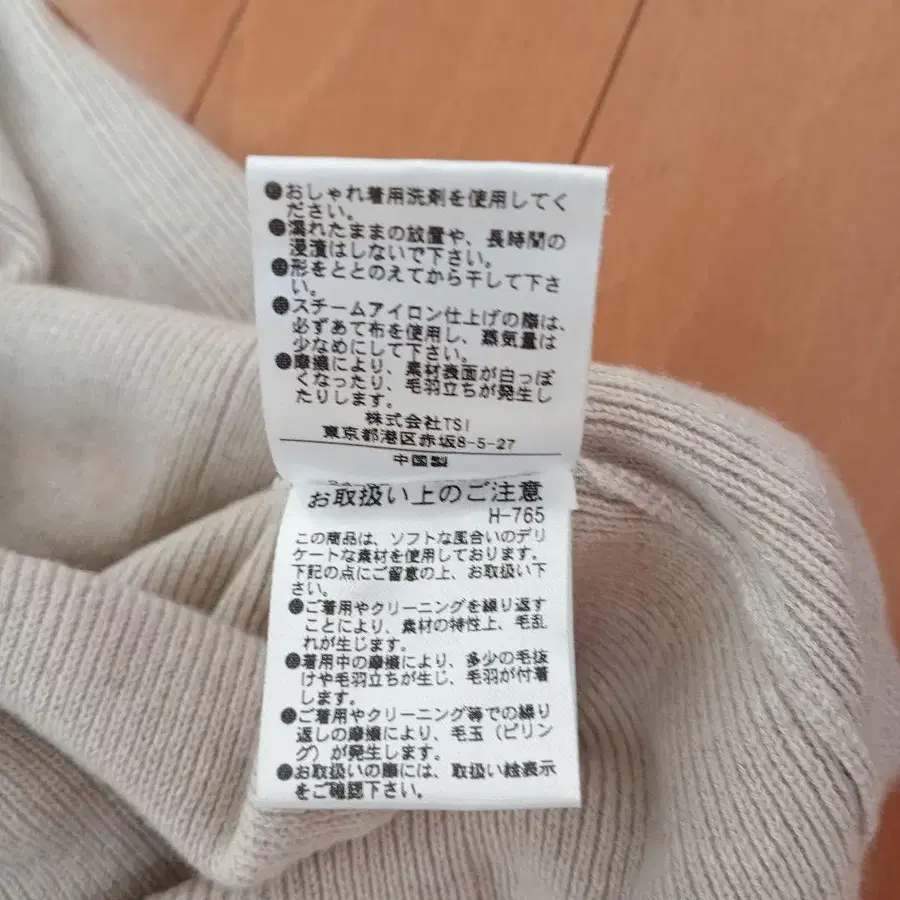 ●おしゃれ着用洗剤を使用してく
ださい。
●濡れたままの放置や、長時間の
浸漬はしないで下さい。
●形をととのえてから干して下さ
い。
●スチームアイロン仕上げの際は、
必ずあて布を使用し、蒸気量は
少なめにして下さい。
●摩擦により、素材表面が白っぽ
くなったり、毛羽立ちが発生し
たりします。
株式会社TSI
東京都港区赤坂8-5-27
中国製
お取扱い上のご注意
H-765
この商品は、ソフトな風合いのデリ
ケートな素材を使用しております。
下記の点にご留意の上、お取扱い下
さい。
●ご着用やクリーニングを繰り返す
ことにより、素材の特性上、毛乱
れが生じます。
●着用中の摩擦により、多少の毛抜
けや毛羽立ちが生じ、毛羽が付着
します。
●ご着用やクリーニング等での繰り
返しの摩擦により、毛玉（ピリン
グ）が発生します。
●お取扱いの際には、取扱い絵表示
をご確認下さい。